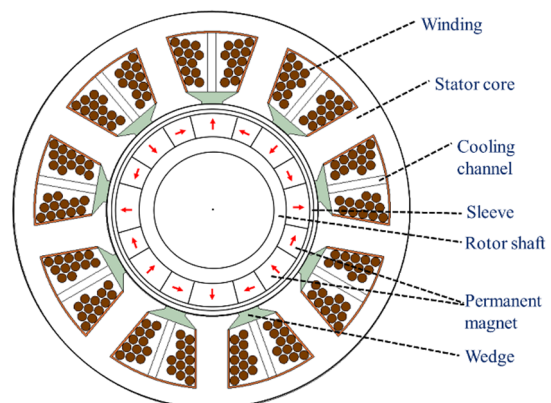 Winding
Stator core
Cooling
channel
Sleeve
Rotor shaft
Permanent
magnet
Wedge